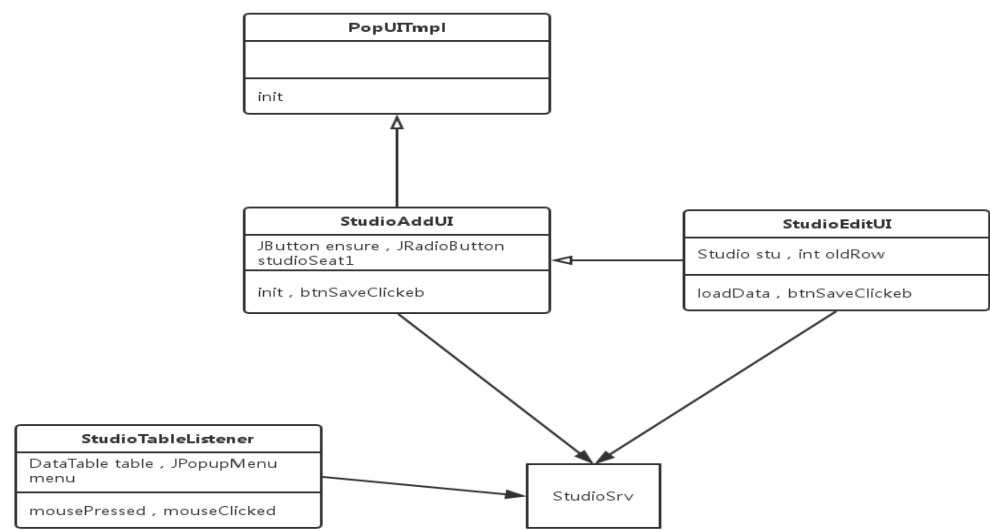 PopUITmpl
init
StudioAddUI
JButton ensure , JRadioButton
studioSeat1
init , btnSaveClickeb
StudioEditUI
Studio stu , int oldRow
loadData , btnSaveClickeb
StudioTableListener
DataTable table , JPopupMenu
menu
mousePressed , mouseClicked
StudioSrv